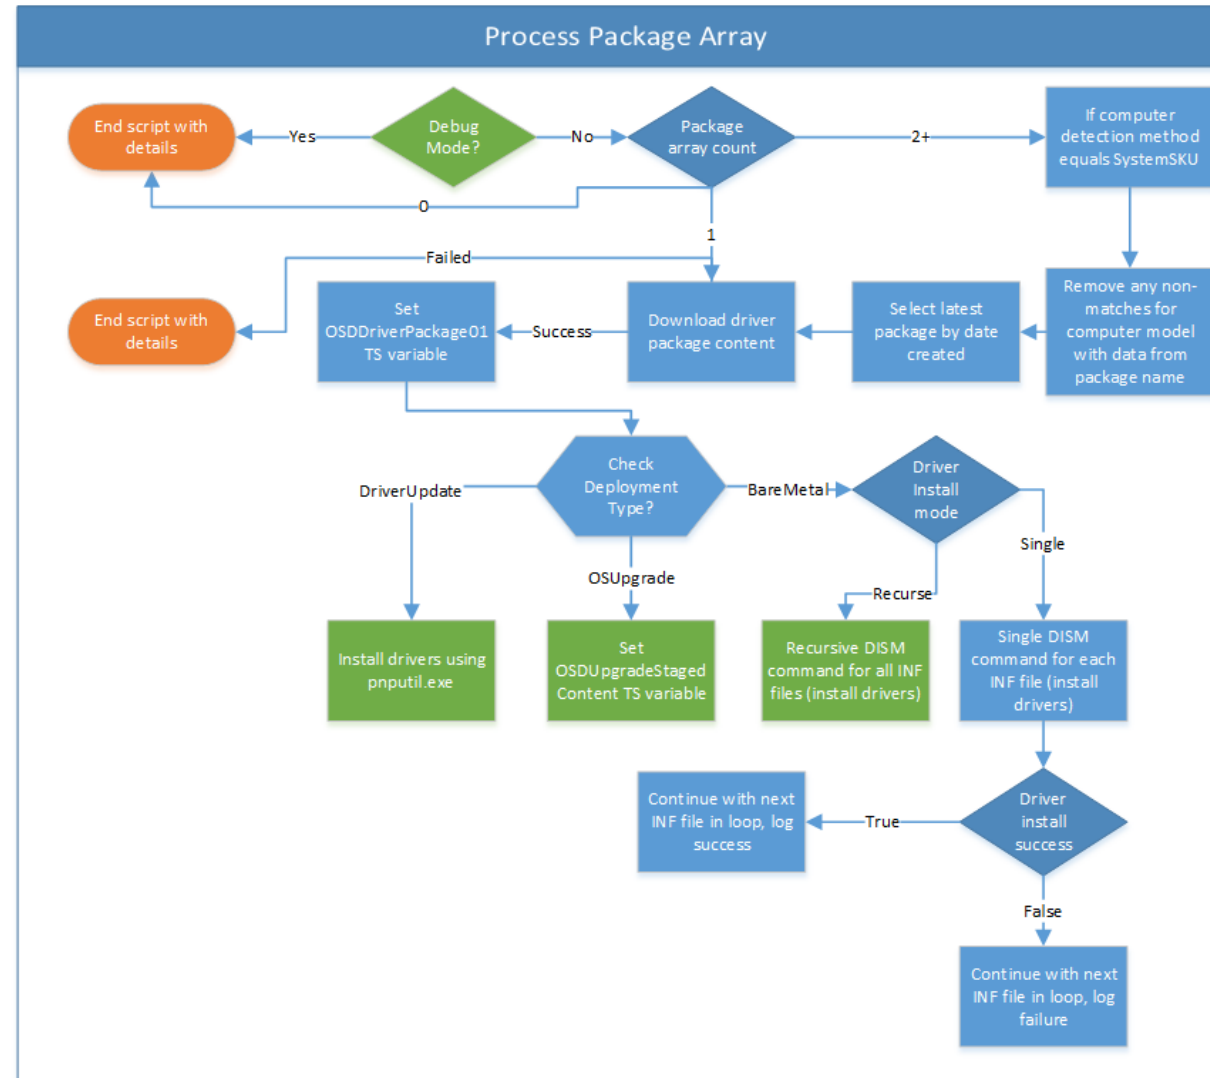 Process Package Array
End script with
details
Yes
Debug
Mode?
No
Package
array count
2+
If computer
detection method
equals SystemSKU
0
1
Failed
End script with
details
Set
OSDDriverPackage01
TS variable
Success
Download driver
package content
Select latest
package by date
created
Remove any non-
matches for
computer model
with data from
package name
Check
Deployment
Type?
DriverUpdate
BareMetal
Driver
Install
mode
OSUpgrade
Recurse
Single
Install drivers using
pnputil.exe
Set
OSDUpgradeStaged
Content TS variable
Recursive DISM
command for all INF
files (install drivers)
Single DISM
command for each
INF file (install
drivers)
Continue with next
INF file in loop, log
success
True
Driver
install
success
False
Continue with next
INF file in loop, log
failure